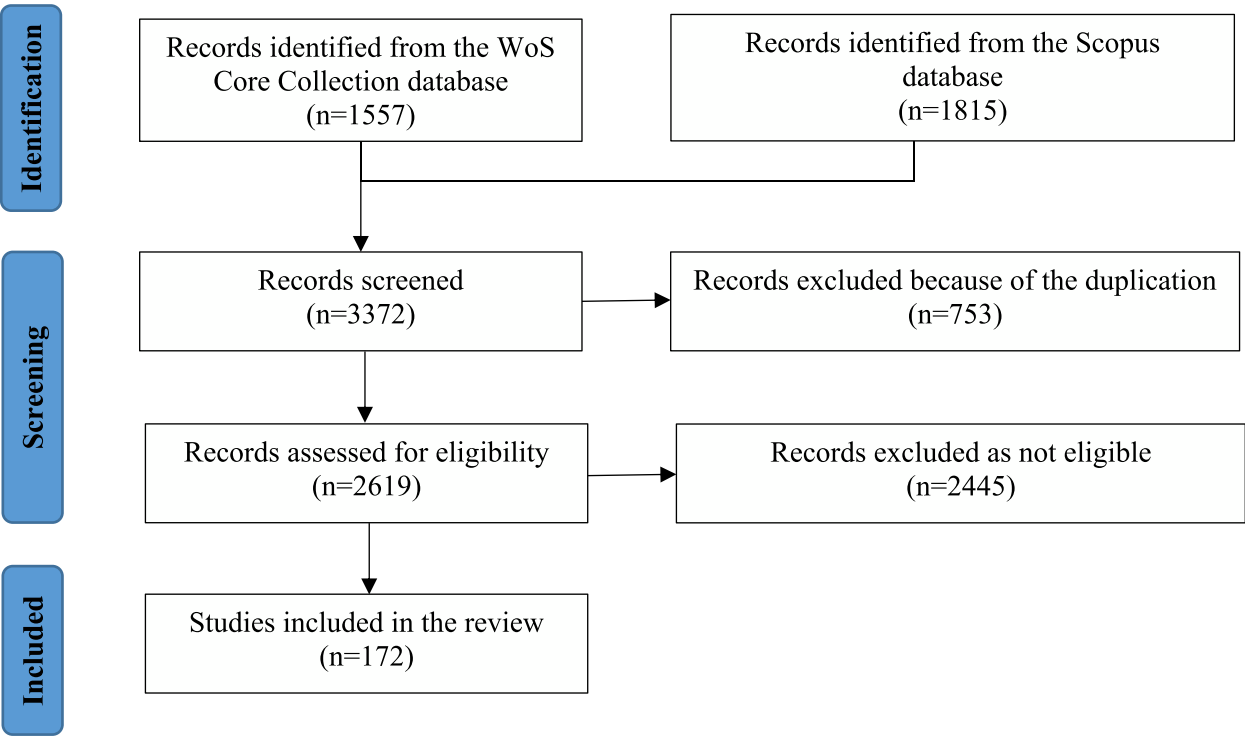 Identification
Records identified from the WoS
Core Collection database
(n=1557)
Records identified from the Scopus
database
(n=1815)
Screening
Records screened
(n=3372)
Records excluded because of the duplication
(n=753)
Records assessed for eligibility
(n=2619)
Records excluded as not eligible
(n=2445)
Included
Studies included in the review
(n=172)